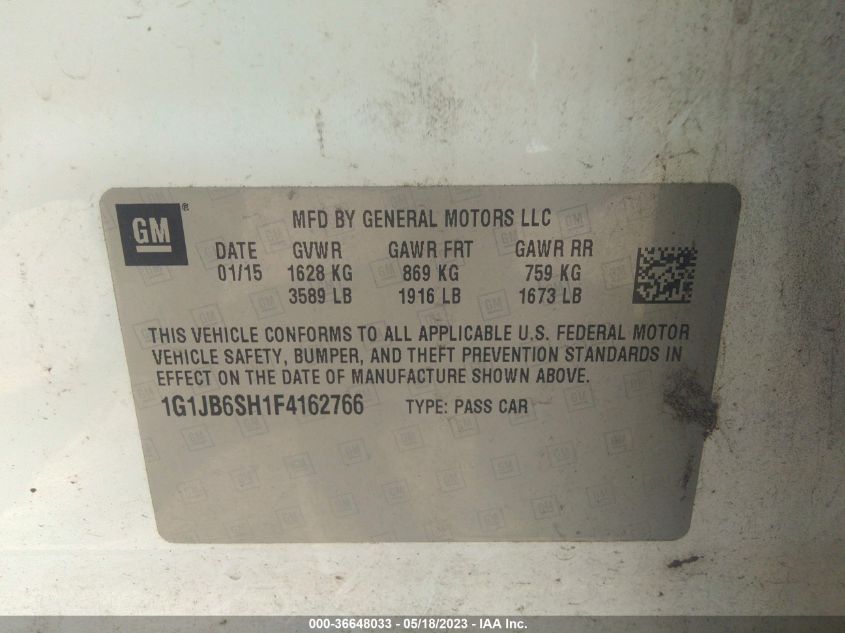 GM ®
MFD BY GENERAL MOTORS LLC
DATE GVWR GAWR FRT GAWR RR
01/15 1628 KG 869 KG 759 KG
3589 LB 1916 LB 1673 LB
THIS VEHICLE CONFORMS TO ALL APPLICABLE U.S. FEDERAL MOTOR
VEHICLE SAFETY, BUMPER, AND THEFT PREVENTION STANDARDS IN
EFFECT ON THE DATE OF MANUFACTURE SHOWN ABOVE.
1G1JB6SH1F4162766 TYPE: PASS CAR
000-36648033 - 05/18/2023 - IAA Inc.